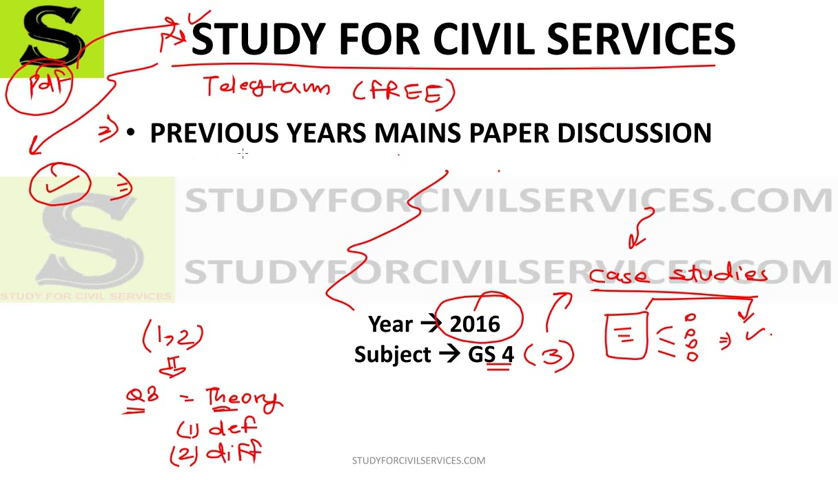 S
STUDY FOR CIVIL SERVICES
pdf
Telegram (FREE)
2) • PREVIOUS YEARS MAINS PAPER DISCUSSION
STUDYFORCIVILSERVICES.COM
STUDYFORCIVILSERVICES.COM
S
STUDY FOR CIVIL SERVICES
case studies
Year → 2016
Subject → GS 4 (3)
(1,2)
= Theory
(1) def
(2) diff
STUDYFORCIVILSERVICES.COM